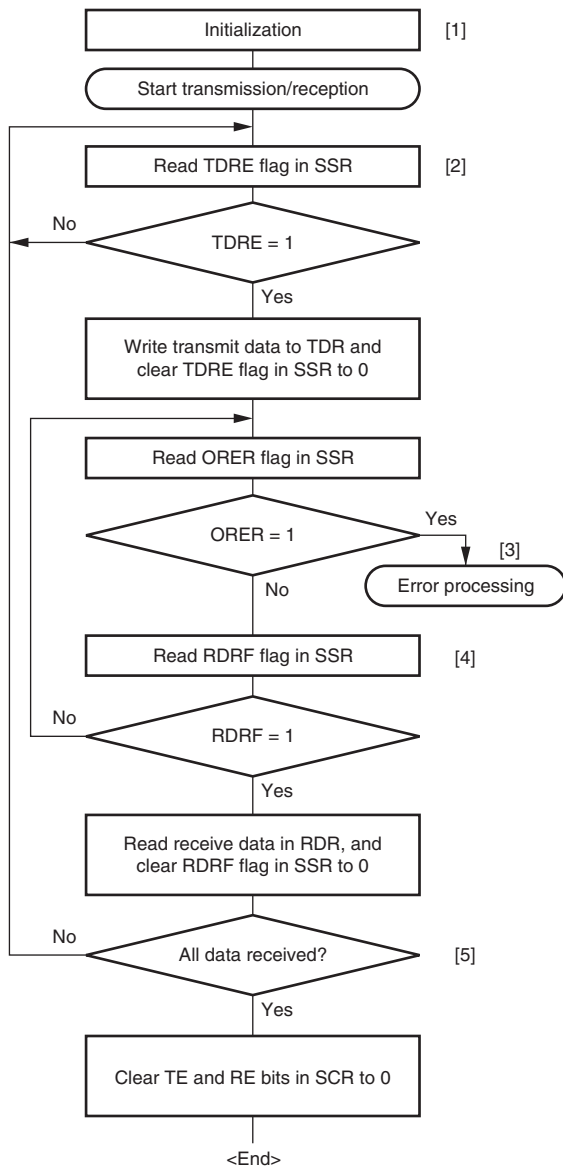 Initialization
[1]
Start transmission/reception
Read TDRE flag in SSR
[2]
No
TDRE = 1
Yes
Write transmit data to TDR and
clear TDRE flag in SSR to 0
Read ORER flag in SSR
ORER = 1
Yes
[3]
Error processing
No
Read RDRF flag in SSR
[4]
No
RDRF = 1
Yes
Read receive data in RDR, and
clear RDRF flag in SSR to 0
No
All data received?
[5]
Yes
Clear TE and RE bits in SCR to 0
<End>